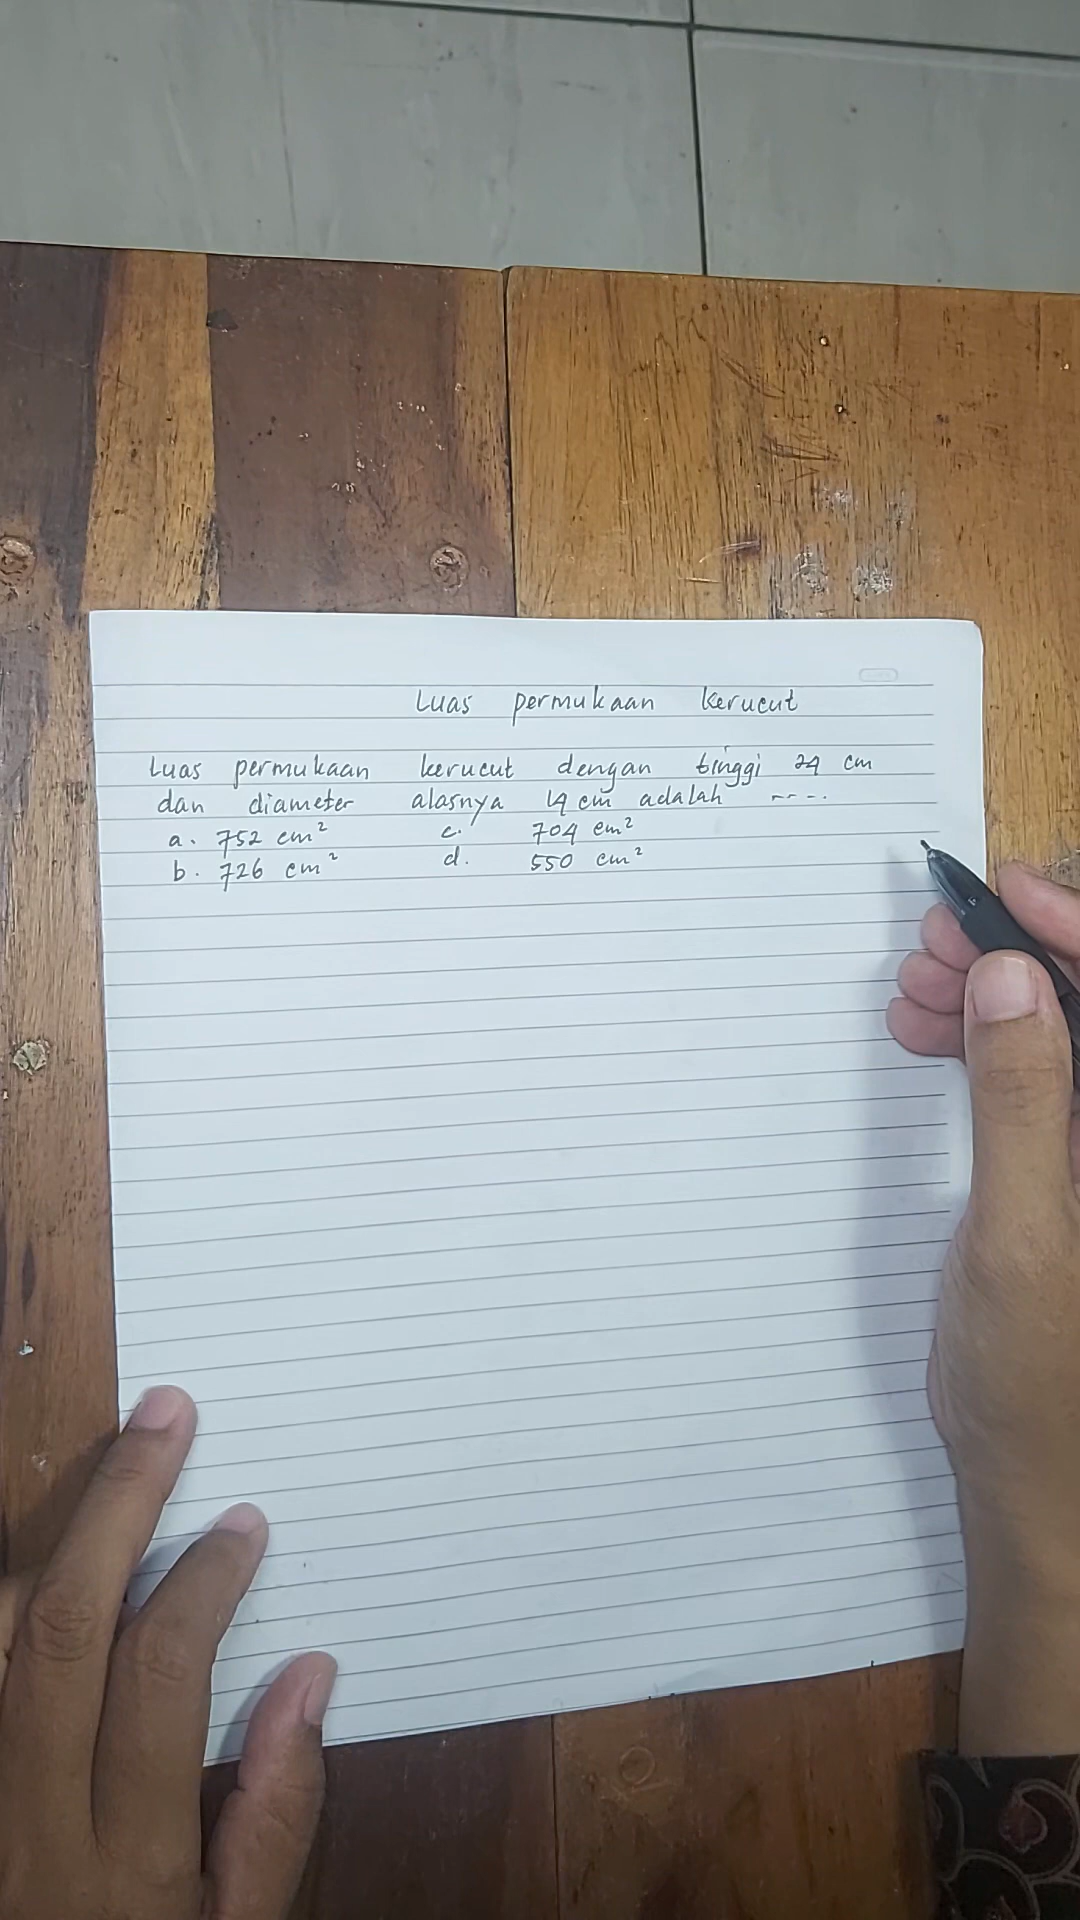 Luas permukaan kerucut
Luas permukaan kerucut dengan tinggi 24 cm
dan diameter alasnya 14 cm adalah ----.
a. 752 cm² c. 704 cm²
b. 726 cm² d. 550 cm²